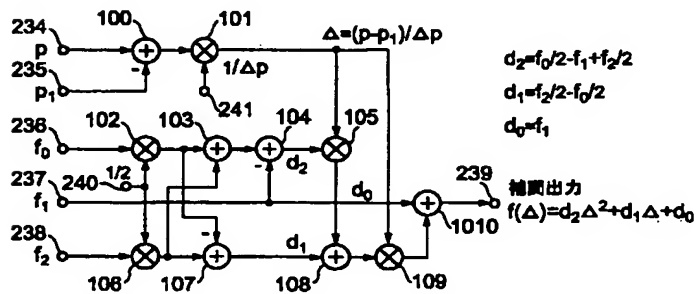 234 100 101
p
235
p₁
-
Δ=(p-p₁)/Δp
1/Δp
241
d₂=f₀/2-f₁+f₂/2
d₁=f₂/2-f₀/2
d₀=f₁
236 102 103 104 105
f₀
-
d₂
237
240 1/2
f₁
d₀
239
補間出力
1010
f(Δ)=d₂Δ²+d₁Δ+d₀
238
f₂
-
d₁
106 107 108 109